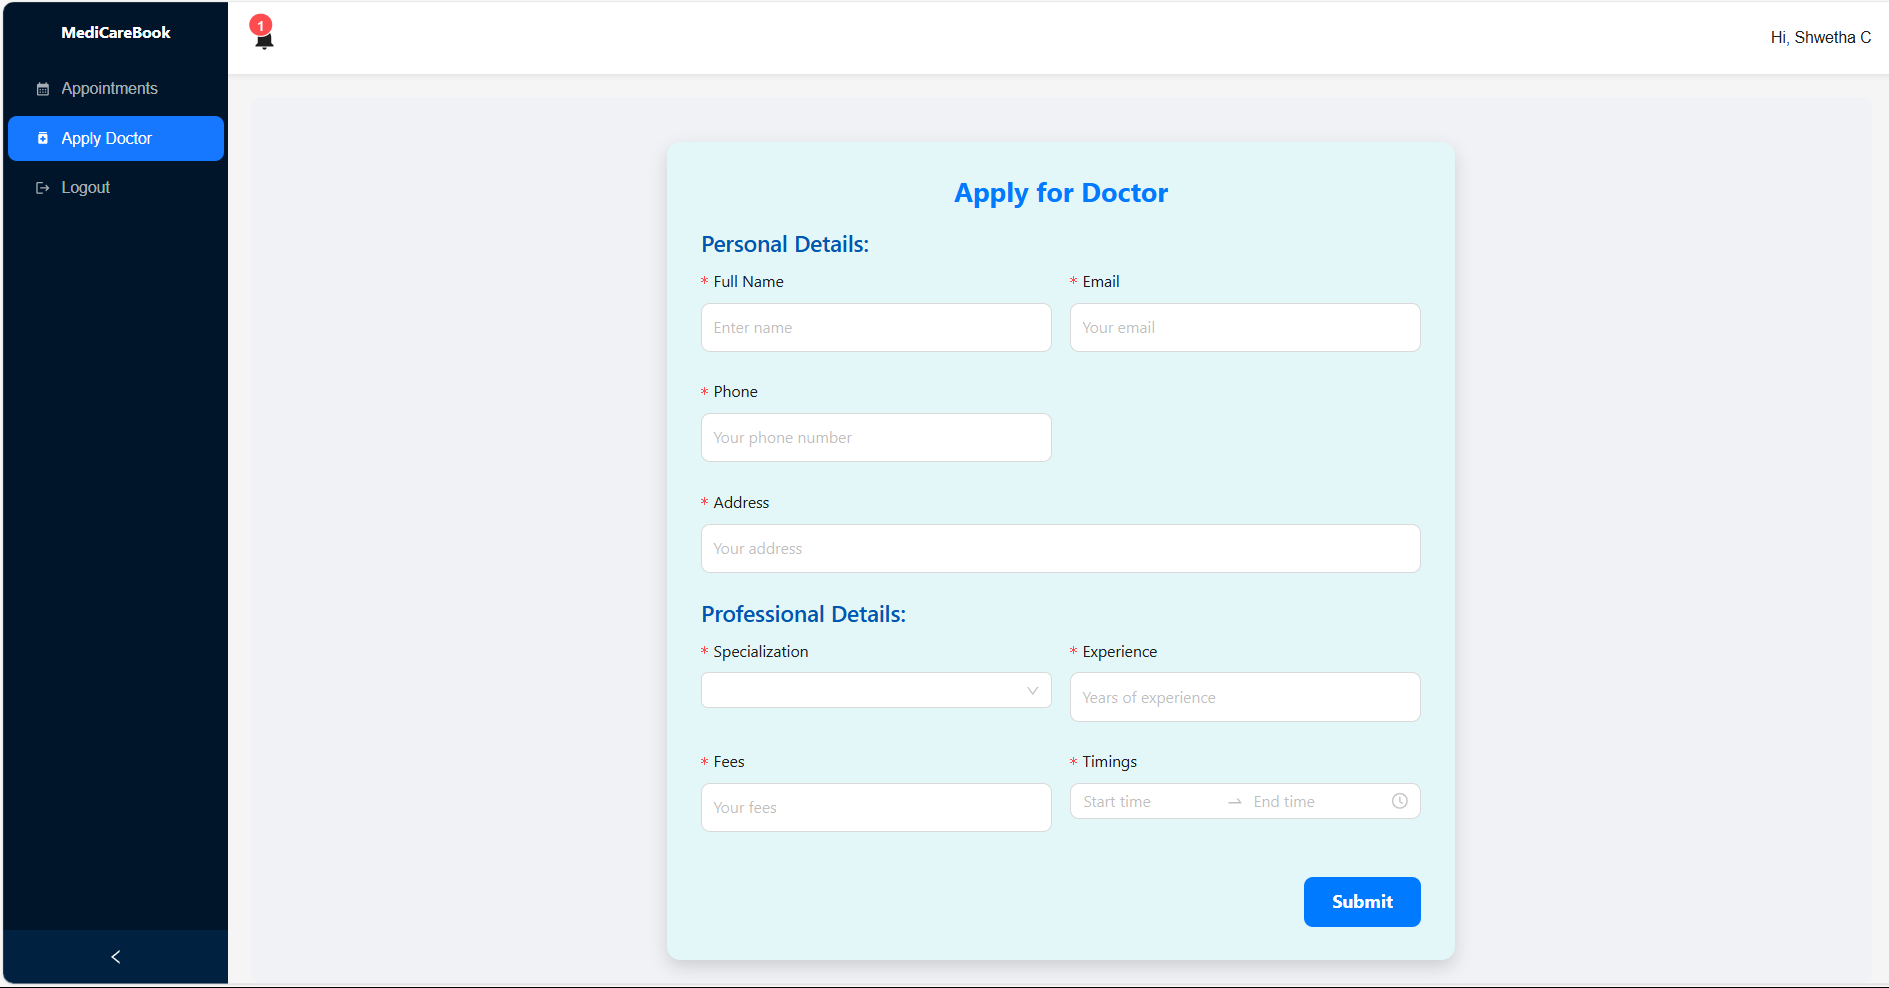 MediCareBook
1
Hi, Shwetha C
Appointments
Apply Doctor
Logout
Apply for Doctor
Personal Details:
* Full Name
* Email
Enter name
Your email
* Phone
Your phone number
* Address
Your address
Professional Details:
* Specialization
* Experience
Years of experience
* Fees
* Timings
Your fees
Start time
End time
Submit